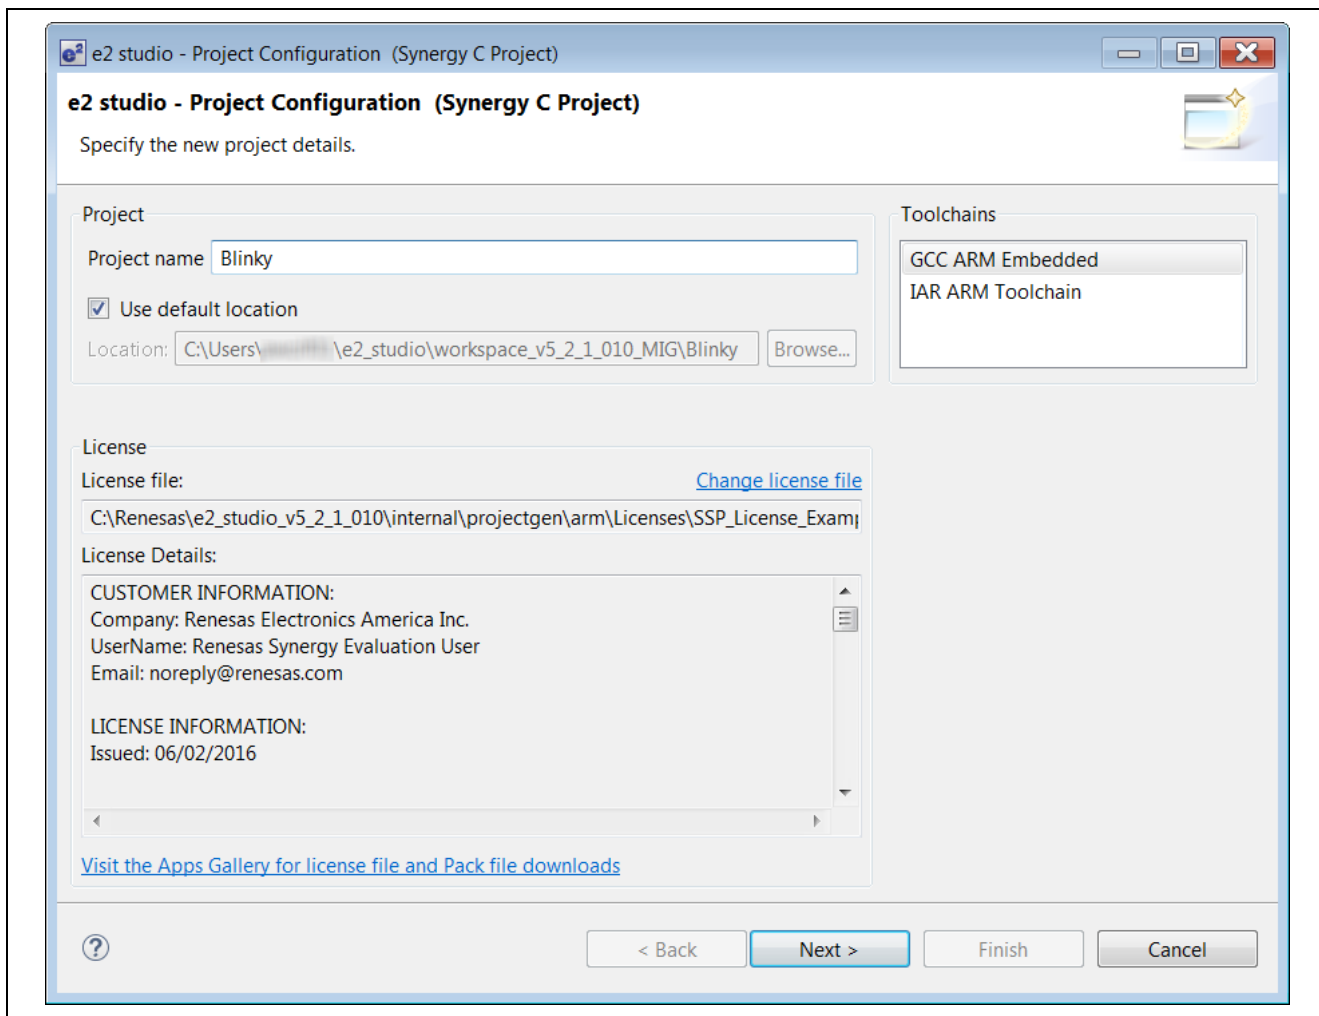 e2 studio - Project Configuration (Synergy C Project)
e2 studio - Project Configuration (Synergy C Project)
Specify the new project details.
Project
Project name Blinky
Use default location
Location: C:\Users\ \e2_studio\workspace_v5_2_1_010_MIG\Blinky Browse...
Toolchains
GCC ARM Embedded
IAR ARM Toolchain
License
License file: Change license file
C:\Renesas\e2_studio_v5_2_1_010\internal\projectgen\arm\Licenses\SSP_License_Examp
License Details:
CUSTOMER INFORMATION:
Company: Renesas Electronics America Inc.
UserName: Renesas Synergy Evaluation User
Email: noreply@renesas.com
LICENSE INFORMATION:
Issued: 06/02/2016
Visit the Apps Gallery for license file and Pack file downloads
? < Back Next > Finish Cancel